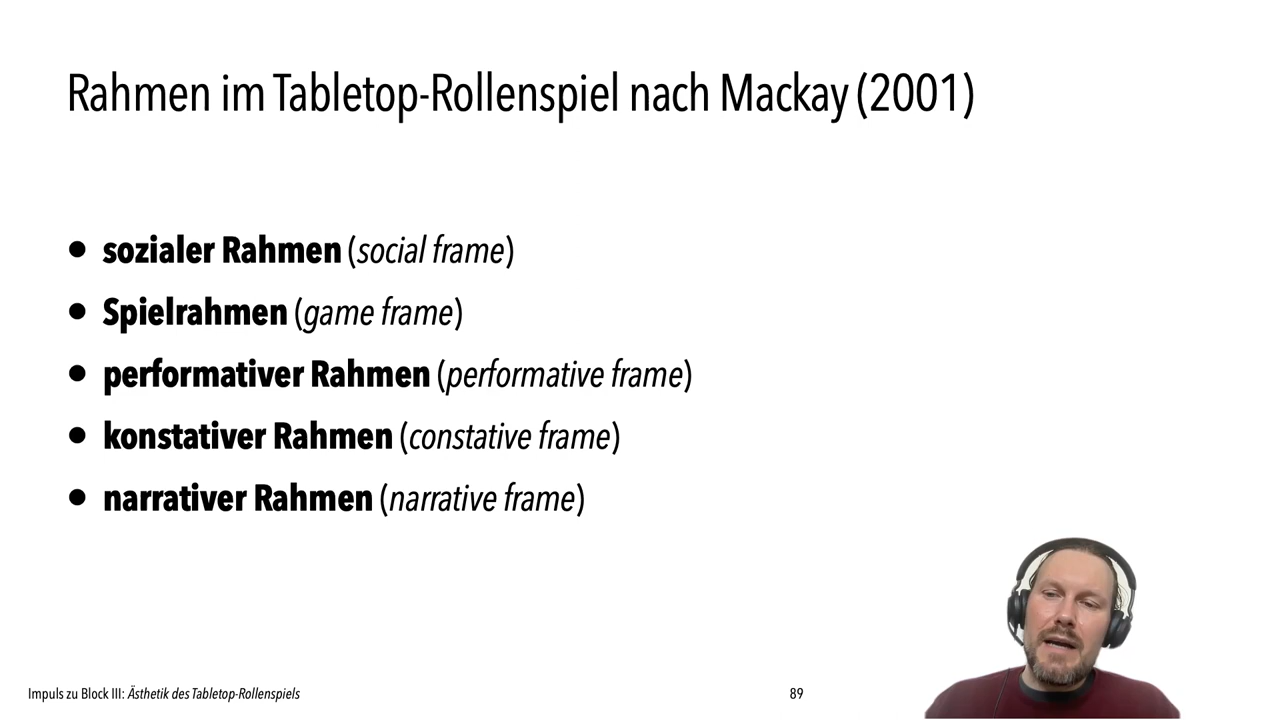 Rahmen im Tabletop-Rollenspiel nach Mackay (2001)
• sozialer Rahmen (social frame)
• Spielrahmen (game frame)
• performativer Rahmen (performative frame)
• konstativer Rahmen (constative frame)
• narrativer Rahmen (narrative frame)
Impuls zu Block III: Ästhetik des Tabletop-Rollenspiels
89